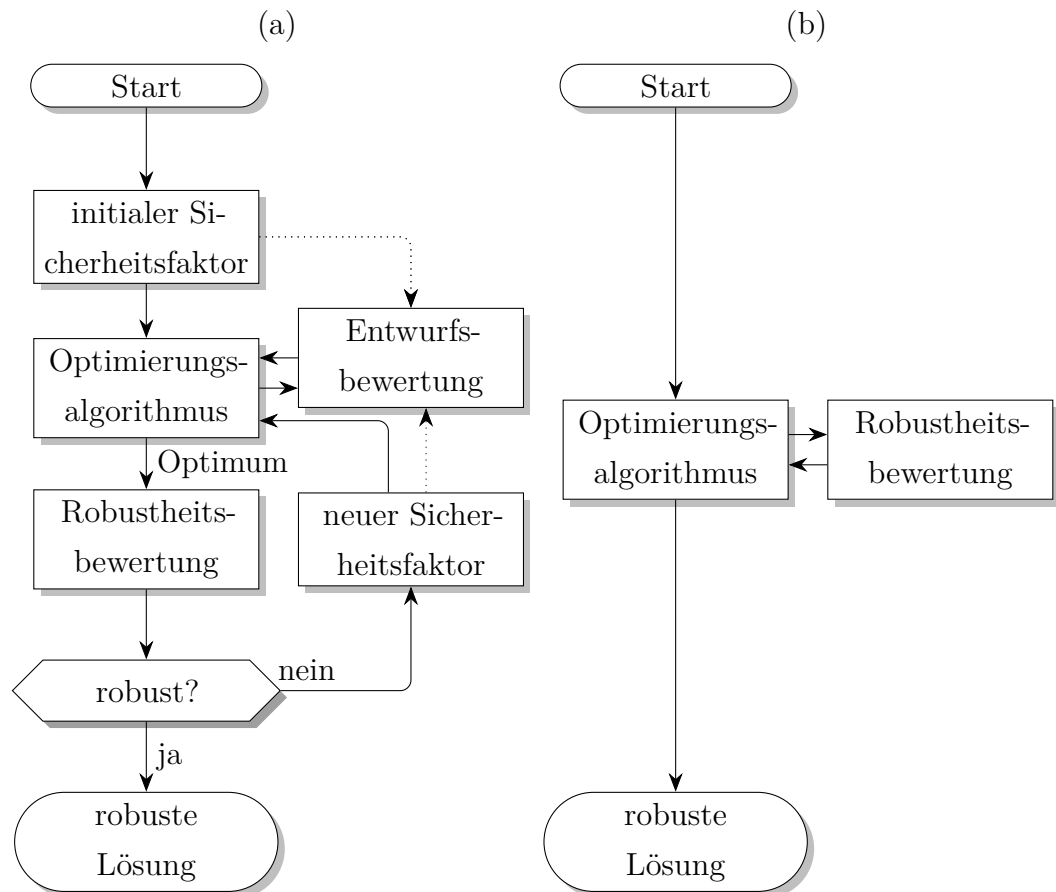 (a)
Start
initialer Si-
cherheitsfaktor
Entwurfs-
bewertung
Optimierungs-
algorithmus
Optimum
Robustheits-
bewertung
neuer Sicher-
heitsfaktor
robust?
nein
ja
robuste
Lösung
(b)
Start
Optimierungs-
algorithmus
Robustheits-
bewertung
robuste
Lösung